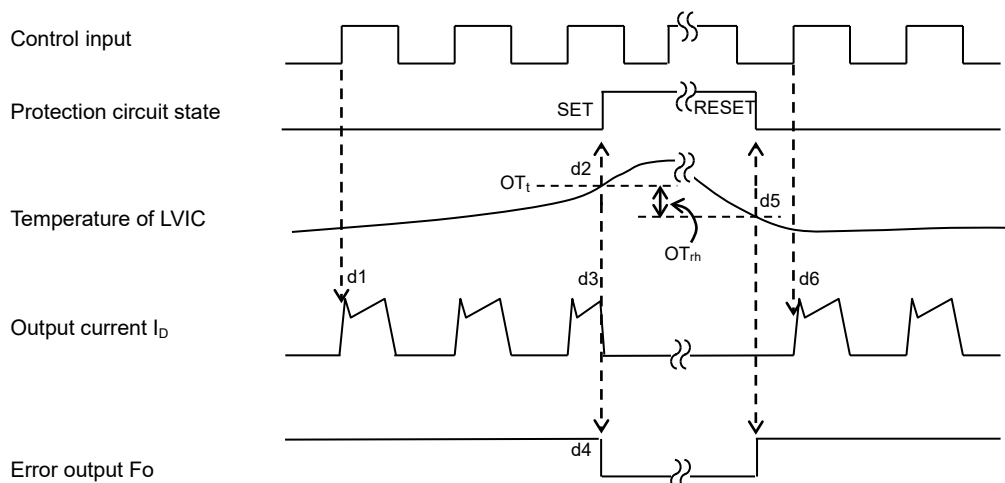 Control input
Protection circuit state
SET
RESET
d2
OTt
d5
Temperature of LVIC
OTrh
d1
d3
d6
Output current ID
d4
Error output Fo